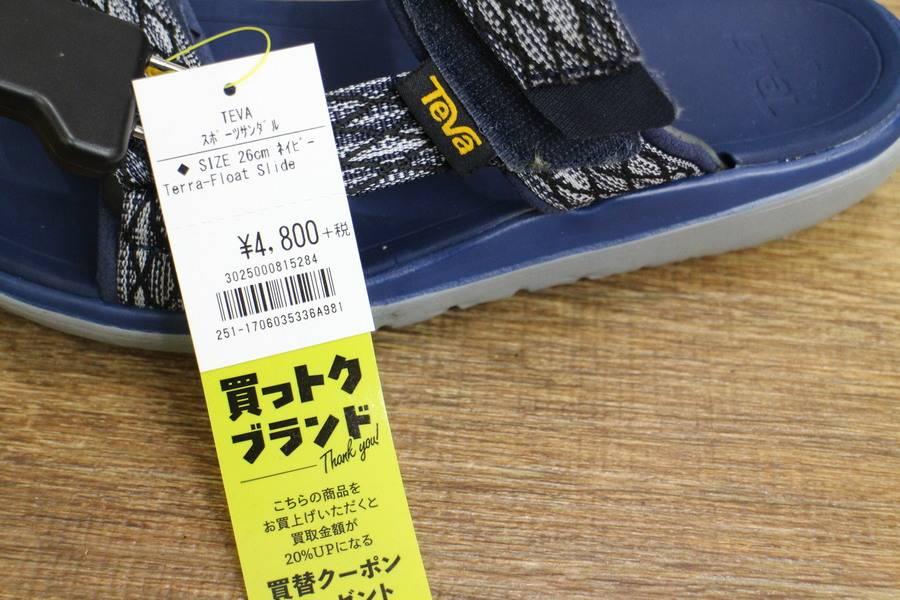 TEVA
ｽﾎﾟｰﾂｻﾝﾀﾞﾙ
◆ SIZE 26cm ﾈｲﾋﾞｰ
Terra-Float Slide
¥4,800+税
3025000815284
251-1706035336A981
買っトク
ブランド
Thank you!
こちらの商品を
お買上げいただくと
買取金額が
20%UPになる
買替クーポン
Teva